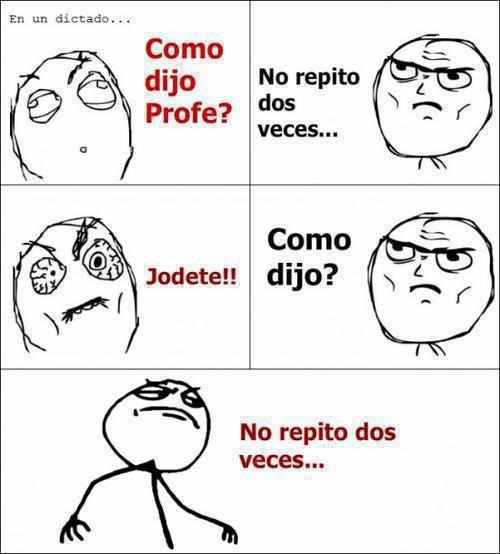 En un dictado...
Como
dijo
Profe?
No repito
dos
veces...
Jodete!!
Como
dijo?
No repito dos
veces...